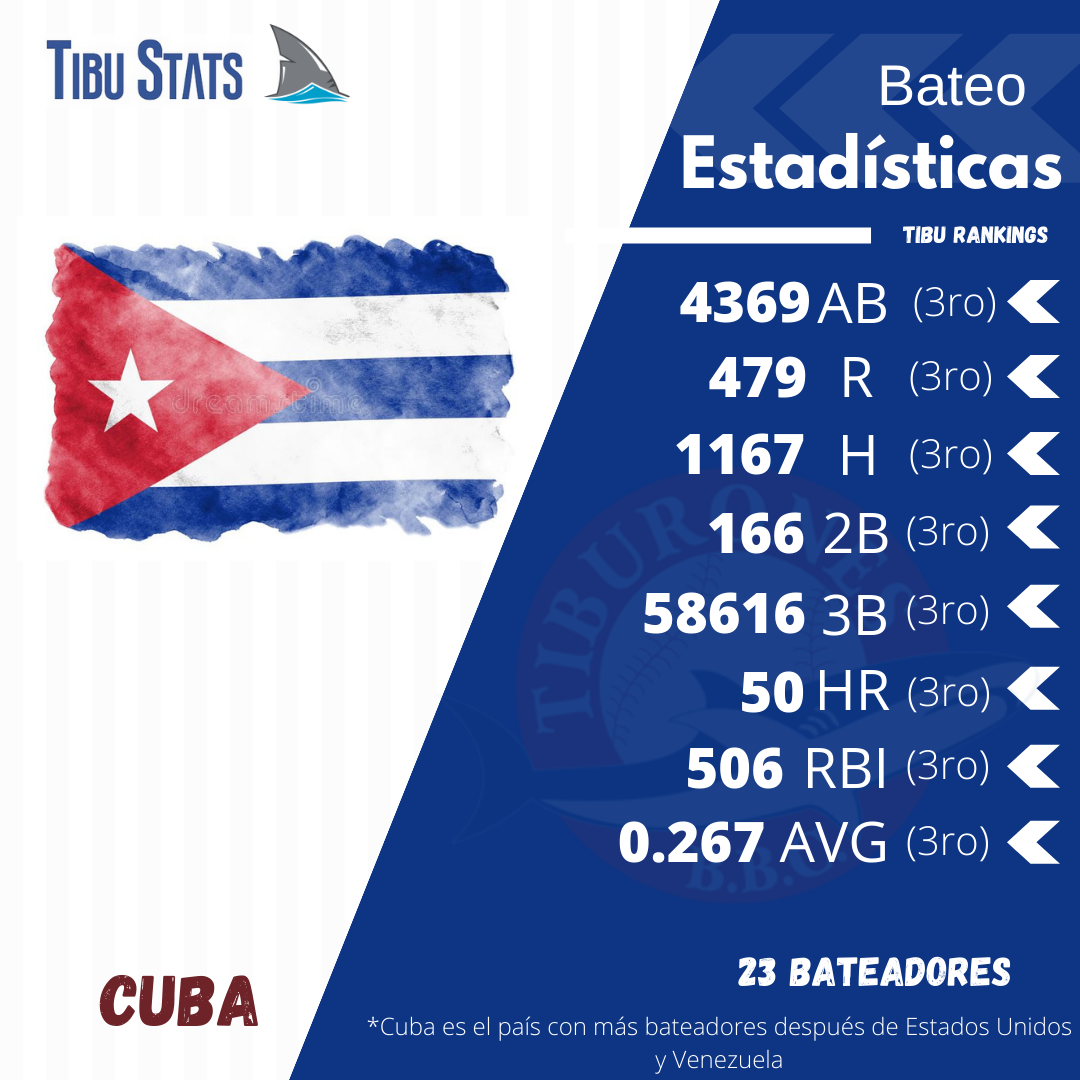 TIBU STATS
Bateo
Estadísticas
TIBU RANKINGS
4369 AB (3ro)
479 R (3ro)
1167 H (3ro)
166 2B (3ro)
58616 3B (3ro)
50 HR (3ro)
506 RBI (3ro)
0.267 AVG (3ro)
dreamstime
TIBURONES
B.B.C.
23 BATEADORES
CUBA
*Cuba es el país con más bateadores después de Estados Unidos
y Venezuela